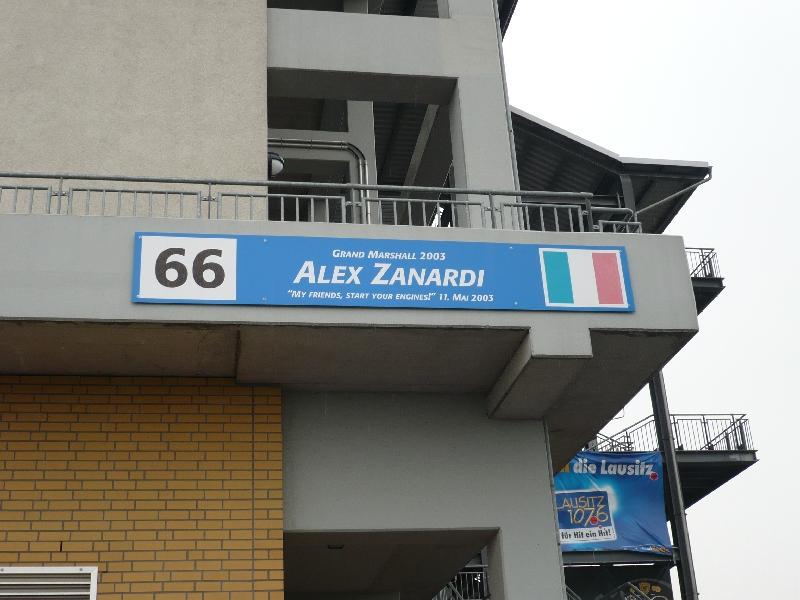 66
GRAND MARSHALL 2003
ALEX ZANARDI
"MY FRIENDS, START YOUR ENGINES!" 11. MAI 2003
die Lausitz
LAUSITZ
107.6
für Hit ein Hit!